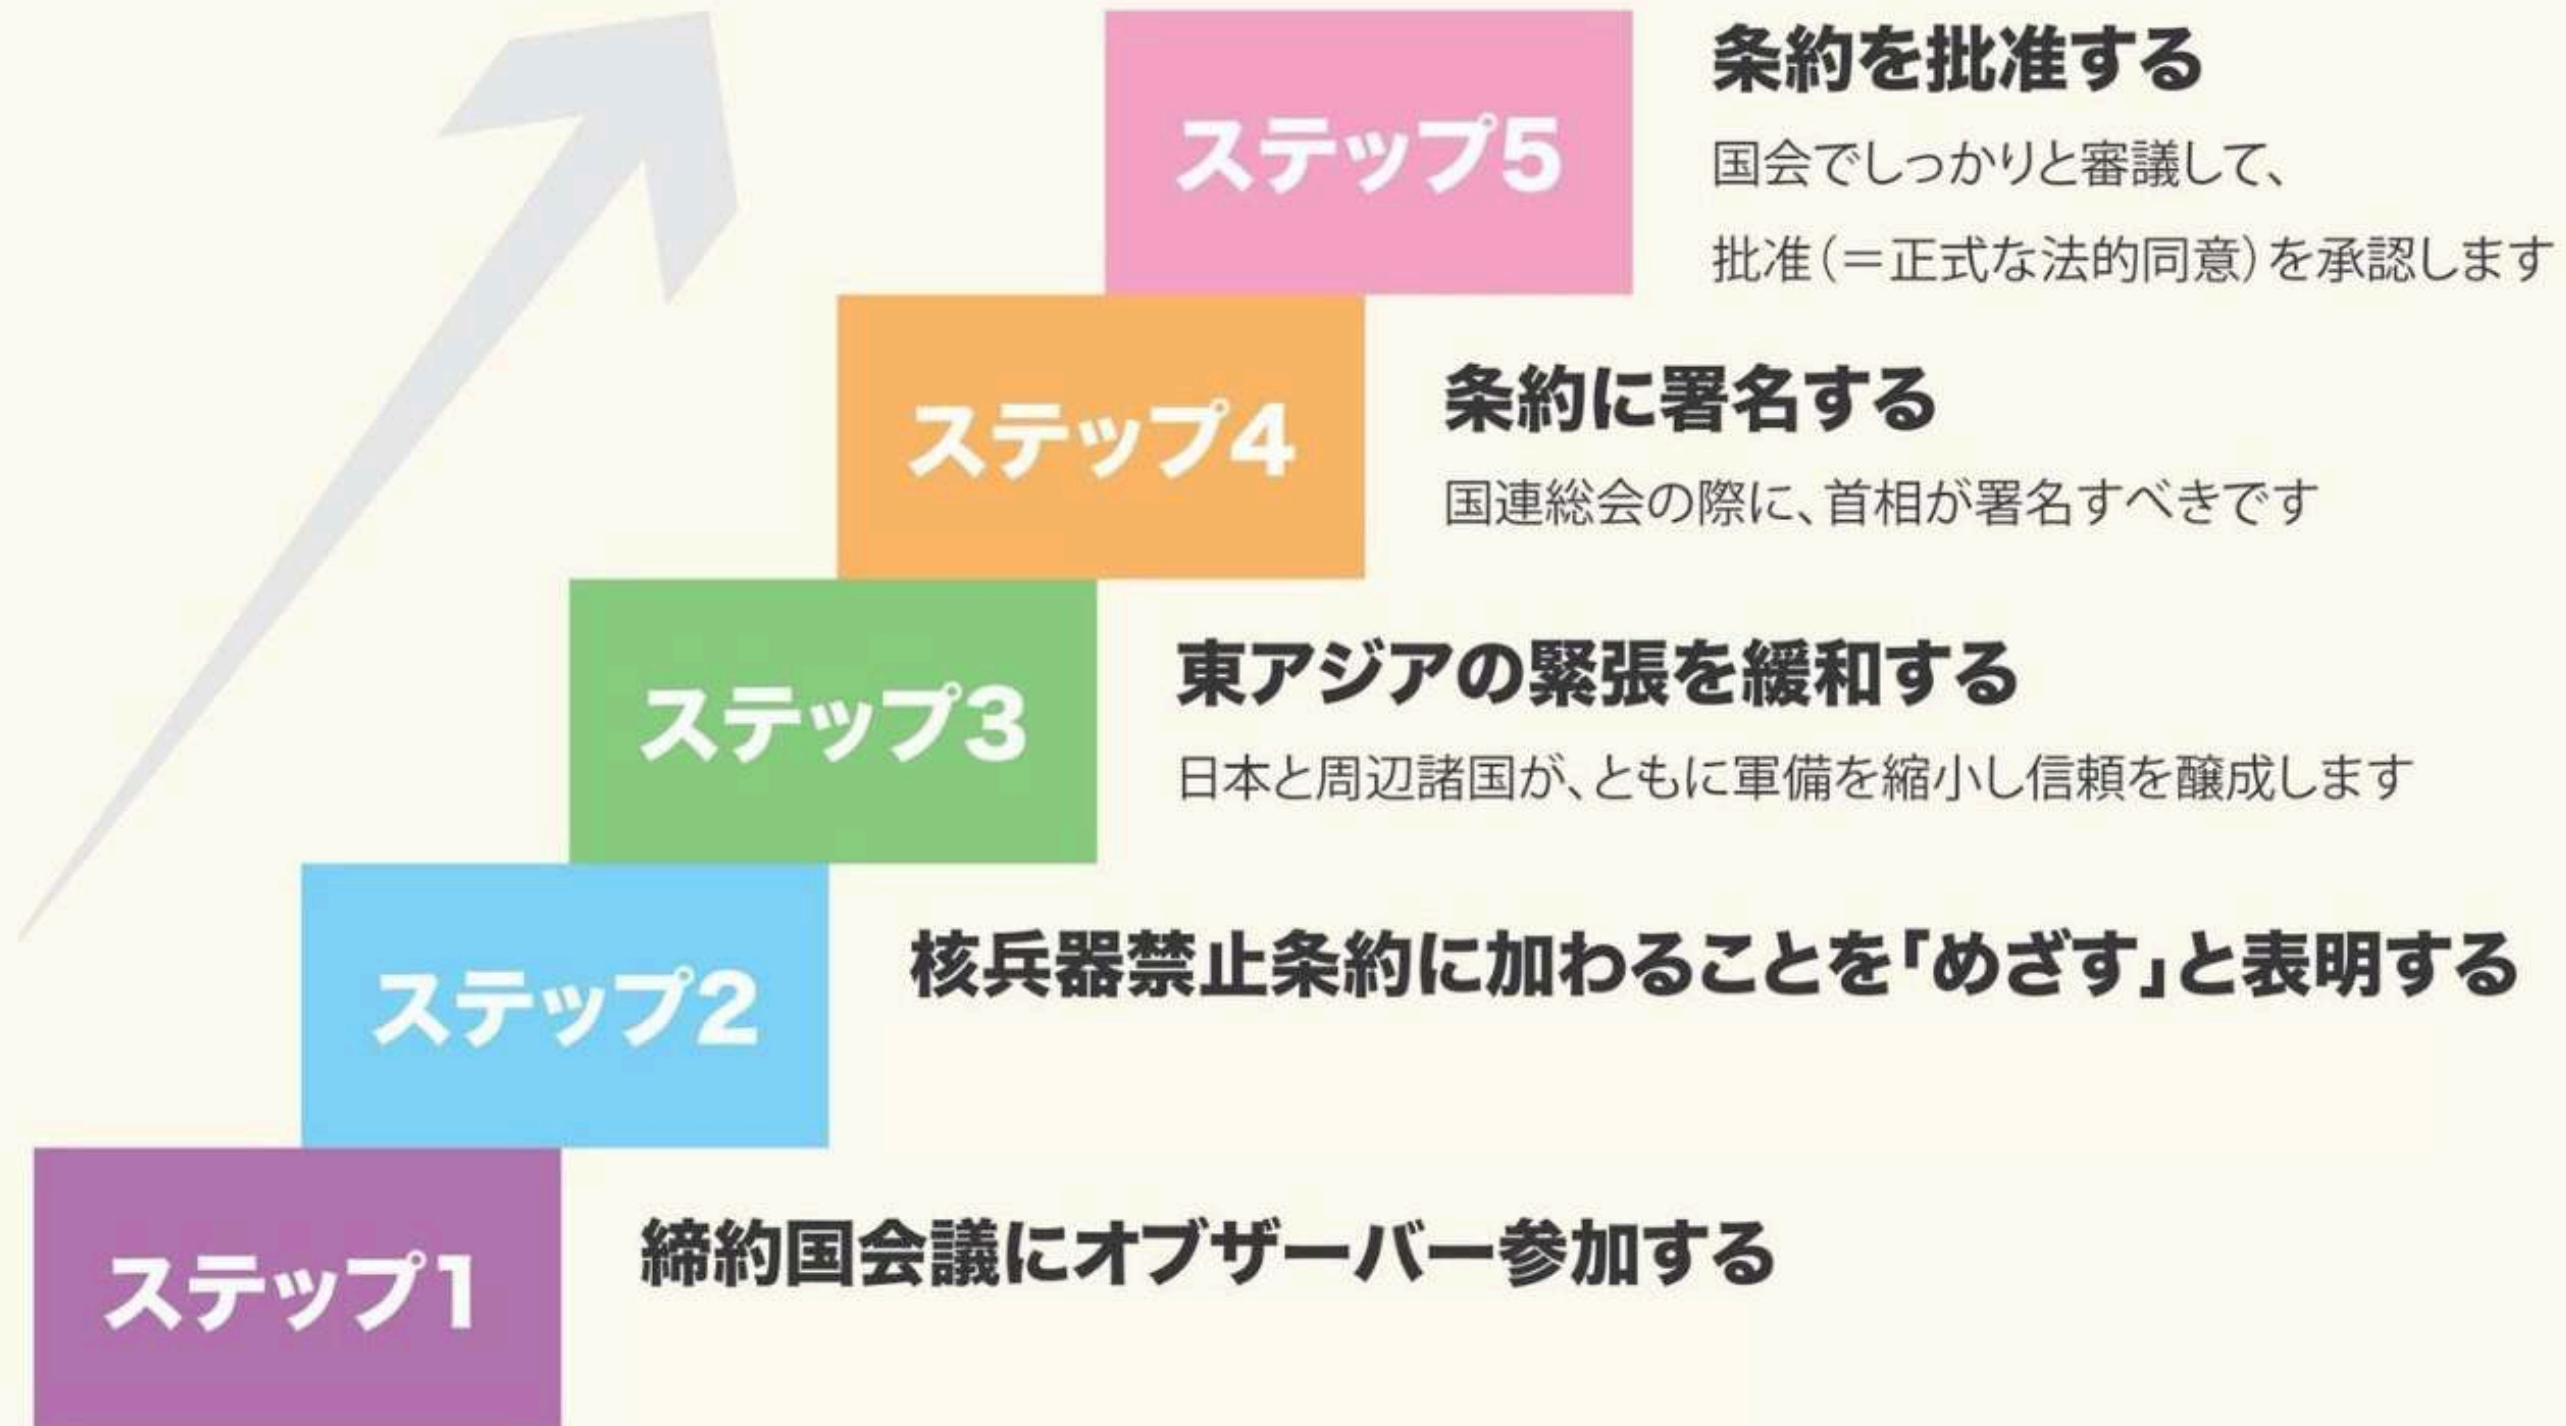 ステップ5
条約を批准する
国会でしっかりと審議して、
批准(＝正式な法的同意)を承認します
ステップ4
条約に署名する
国連総会の際に、首相が署名すべきです
ステップ3
東アジアの緊張を緩和する
日本と周辺諸国が、ともに軍備を縮小し信頼を醸成します
ステップ2
核兵器禁止条約に加わることを「めざす」と表明する
ステップ1
締約国会議にオブザーバー参加する